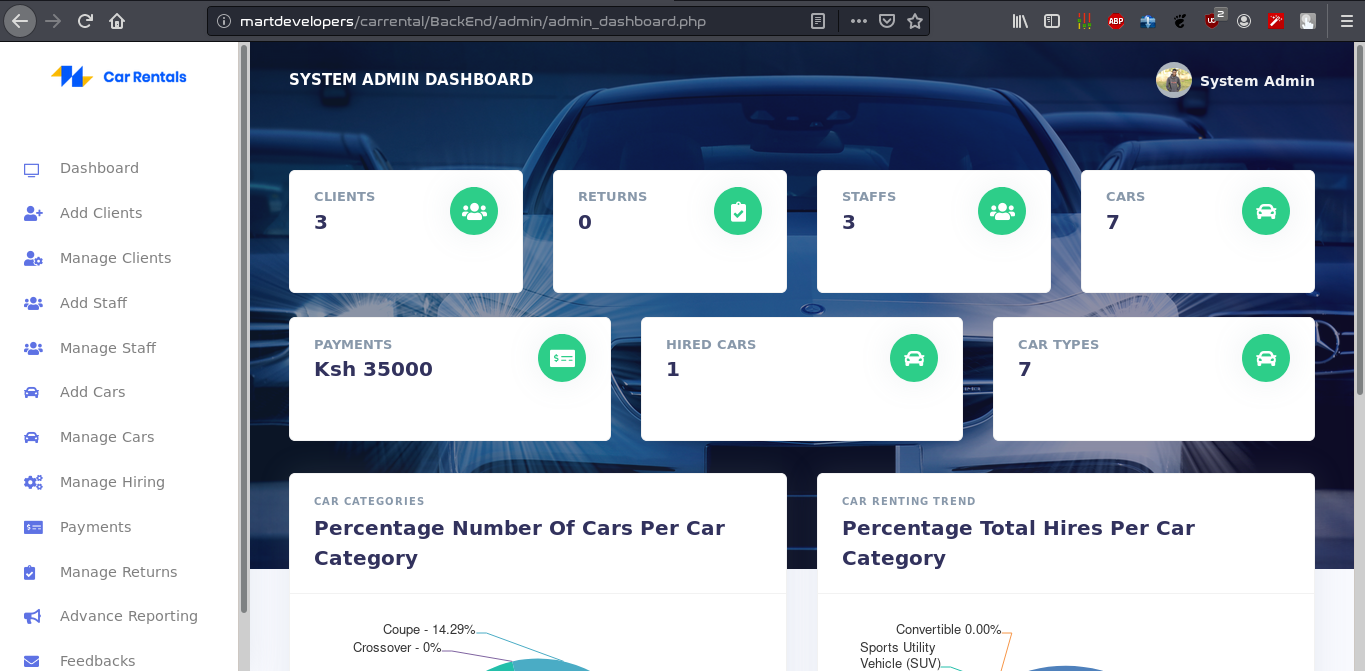 martdevelopers/carrental/BackEnd/admin/admin_dashboard.php
ABP
2
Car Rentals
SYSTEM ADMIN DASHBOARD
System Admin
Dashboard
Add Clients
Manage Clients
Add Staff
Manage Staff
Add Cars
Manage Cars
Manage Hiring
Payments
Manage Returns
Advance Reporting
Feedbacks
CLIENTS
3
RETURNS
0
STAFFS
3
CARS
7
PAYMENTS
Ksh 35000
HIRED CARS
1
CAR TYPES
7
CAR CATEGORIES
Percentage Number Of Cars Per Car
Category
Coupe - 14.29%
Crossover - 0%
CAR RENTING TREND
Percentage Total Hires Per Car
Category
Convertible 0.00%
Sports Utility
Vehicle (SUV)